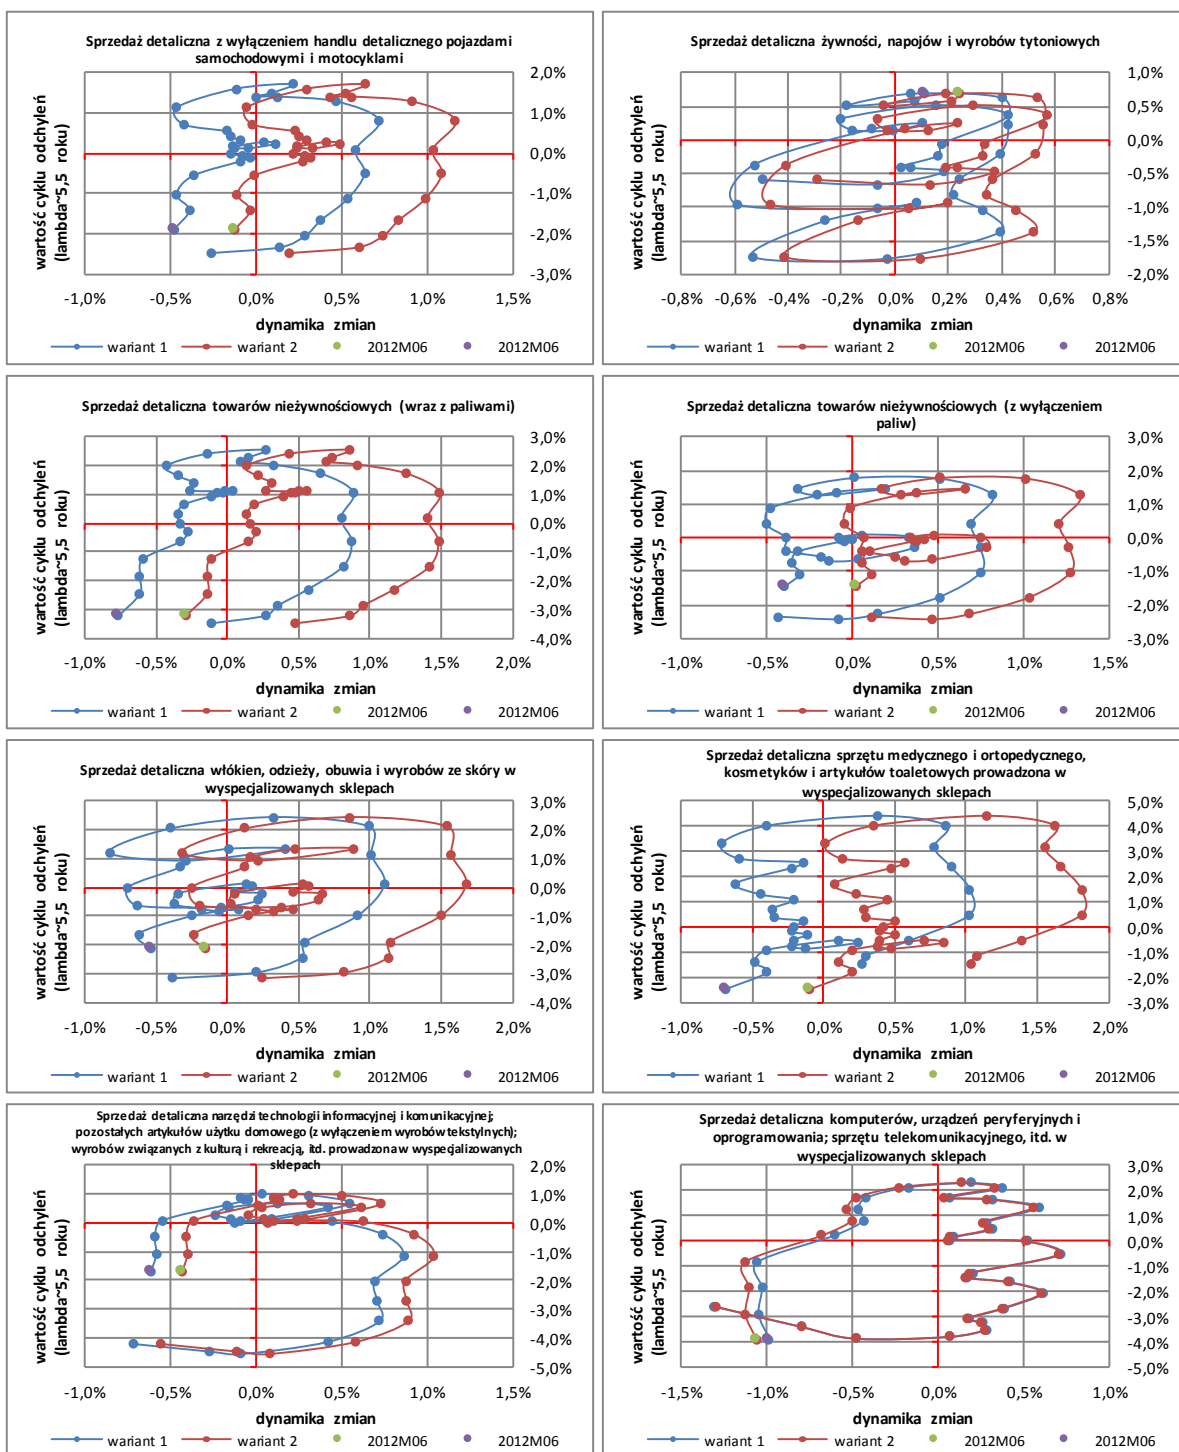 Sprzedaż detaliczna z wyłączeniem handlu detalicznego pojazdami
samochodowymi i motocyklami
2,0%
1,0%
0,0%
-1,0%
-2,0%
-3,0%
-1,0% -0,5% 0,0% 0,5% 1,0% 1,5%
wartość cyklu odchyleń
(lambda~5,5 roku)
dynamika zmian
wariant 1 wariant 2 2012M06 2012M06
Sprzedaż detaliczna żywności, napojów i wyrobów tytoniowych
1,0%
0,5%
0,0%
-0,5%
-1,0%
-1,5%
-2,0%
-0,8% -0,6% -0,4% -0,2% 0,0% 0,2% 0,4% 0,6% 0,8%
wartość cyklu odchyleń
(lambda~5,5 roku)
dynamika zmian
wariant 1 wariant 2 2012M06 2012M06
Sprzedaż detaliczna towarów nieżywnościowych (wraz z paliwami)
3,0%
2,0%
1,0%
0,0%
-1,0%
-2,0%
-3,0%
-4,0%
-1,0% -0,5% 0,0% 0,5% 1,0% 1,5% 2,0%
wartość cyklu odchyleń
(lambda~5,5 roku)
dynamika zmian
wariant 1 wariant 2 2012M06 2012M06
Sprzedaż detaliczna towarów nieżywnościowych (z wyłączeniem
paliw)
3,0%
2,0%
1,0%
0,0%
-1,0%
-2,0%
-3,0%
-1,0% -0,5% 0,0% 0,5% 1,0% 1,5%
wartość cyklu odchyleń
(lambda~5,5 roku)
dynamika zmian
wariant 1 wariant 2 2012M06 2012M06
Sprzedaż detaliczna włókien, odzieży, obuwia i wyrobów ze skóry w
wyspecjalizowanych sklepach
3,0%
2,0%
1,0%
0,0%
-1,0%
-2,0%
-3,0%
-4,0%
-1,0% -0,5% 0,0% 0,5% 1,0% 1,5% 2,0%
wartość cyklu odchyleń
(lambda~5,5 roku)
dynamika zmian
wariant 1 wariant 2 2012M06 2012M06
Sprzedaż detaliczna sprzętu medycznego i ortopedycznego,
kosmetyków i artykułów toaletowych prowadzona w
wyspecjalizowanych sklepach
5,0%
4,0%
3,0%
2,0%
1,0%
0,0%
-1,0%
-2,0%
-3,0%
-1,0% -0,5% 0,0% 0,5% 1,0% 1,5% 2,0%
wartość cyklu odchyleń
(lambda~5,5 roku)
dynamika zmian
wariant 1 wariant 2 2012M06 2012M06
Sprzedaż detaliczna narzędzi technologii informacyjnej i komunikacyjnej;
pozostałych artykułów użytku domowego (z wyłączeniem wyrobów tekstylnych);
wyrobów związanych z kulturą i rekreacją, itd. prowadzona w wyspecjalizowanych
sklepach
2,0%
1,0%
0,0%
-1,0%
-2,0%
-3,0%
-4,0%
-5,0%
-1,0% -0,5% 0,0% 0,5% 1,0% 1,5%
wartość cyklu odchyleń
(lambda~5,5 roku)
dynamika zmian
wariant 1 wariant 2 2012M06 2012M06
Sprzedaż detaliczna komputerów, urządzeń peryferyjnych i
oprogramowania; sprzętu telekomunikacyjnego, itd. w
wyspecjalizowanych sklepach
3,0%
2,0%
1,0%
0,0%
-1,0%
-2,0%
-3,0%
-4,0%
-5,0%
-1,5% -1,0% -0,5% 0,0% 0,5% 1,0%
wartość cyklu odchyleń
(lambda~5,5 roku)
dynamika zmian
wariant 1 wariant 2 2012M06 2012M06